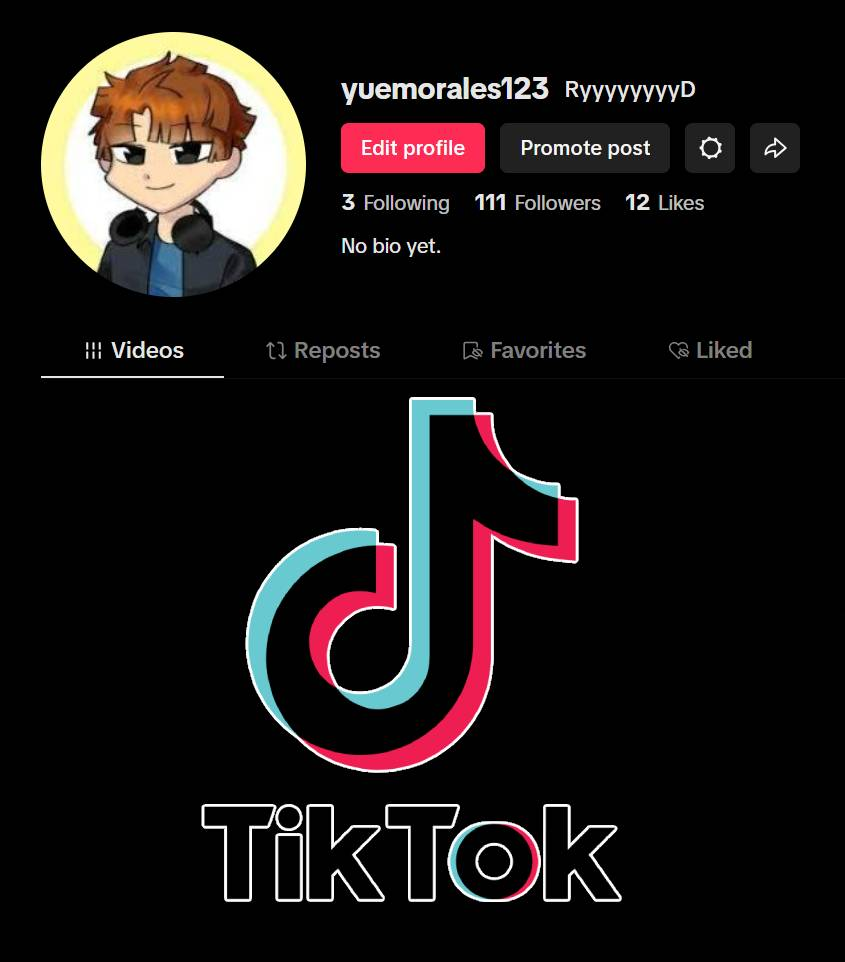 yuemorales123 RyyyyyyyyD
Edit profile Promote post
3 Following 111 Followers 12 Likes
No bio yet.
Videos Reposts Favorites Liked
TikTok